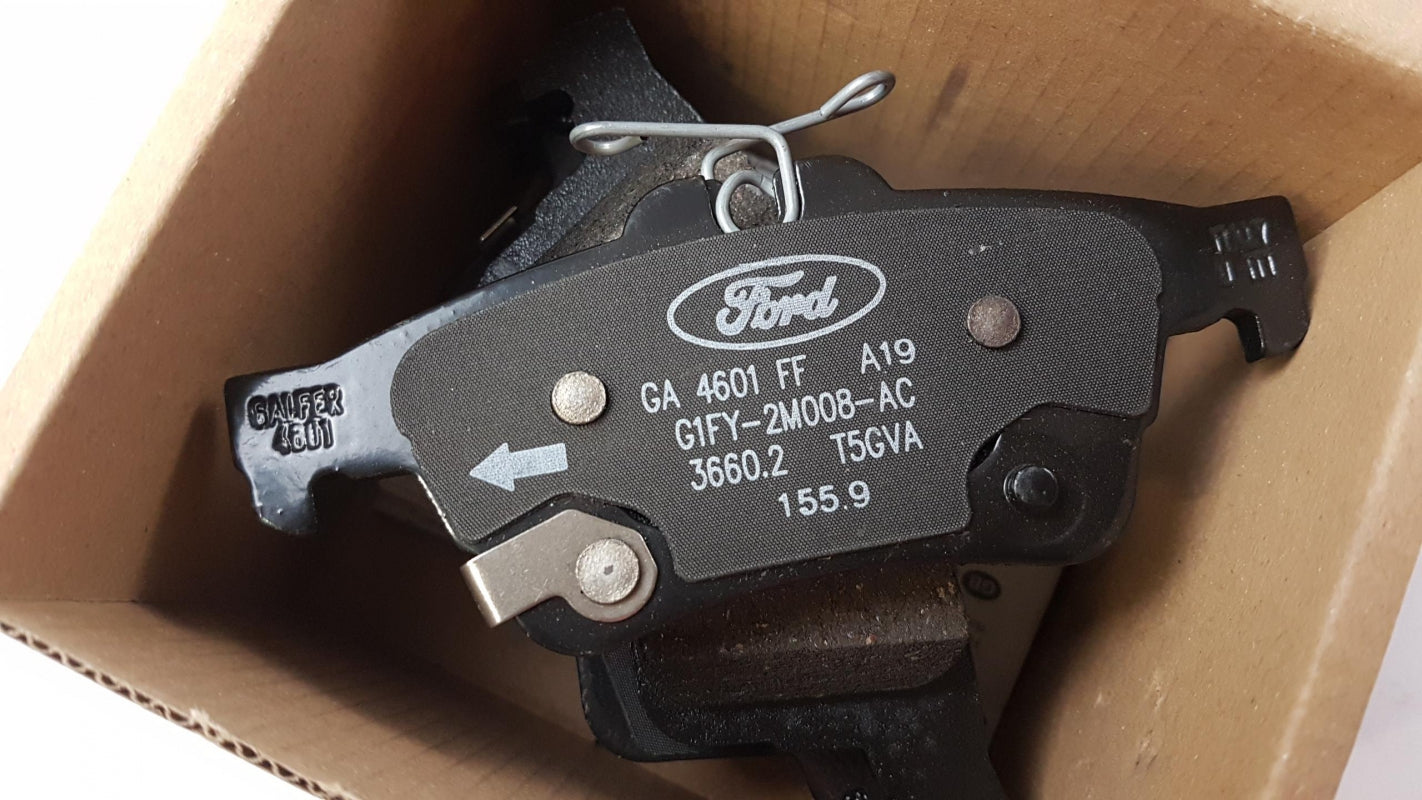 Ford
GA 4601 FF A19
G1FY-2M008-AC
3660.2 T5GVA
155.9
GALFER
4601